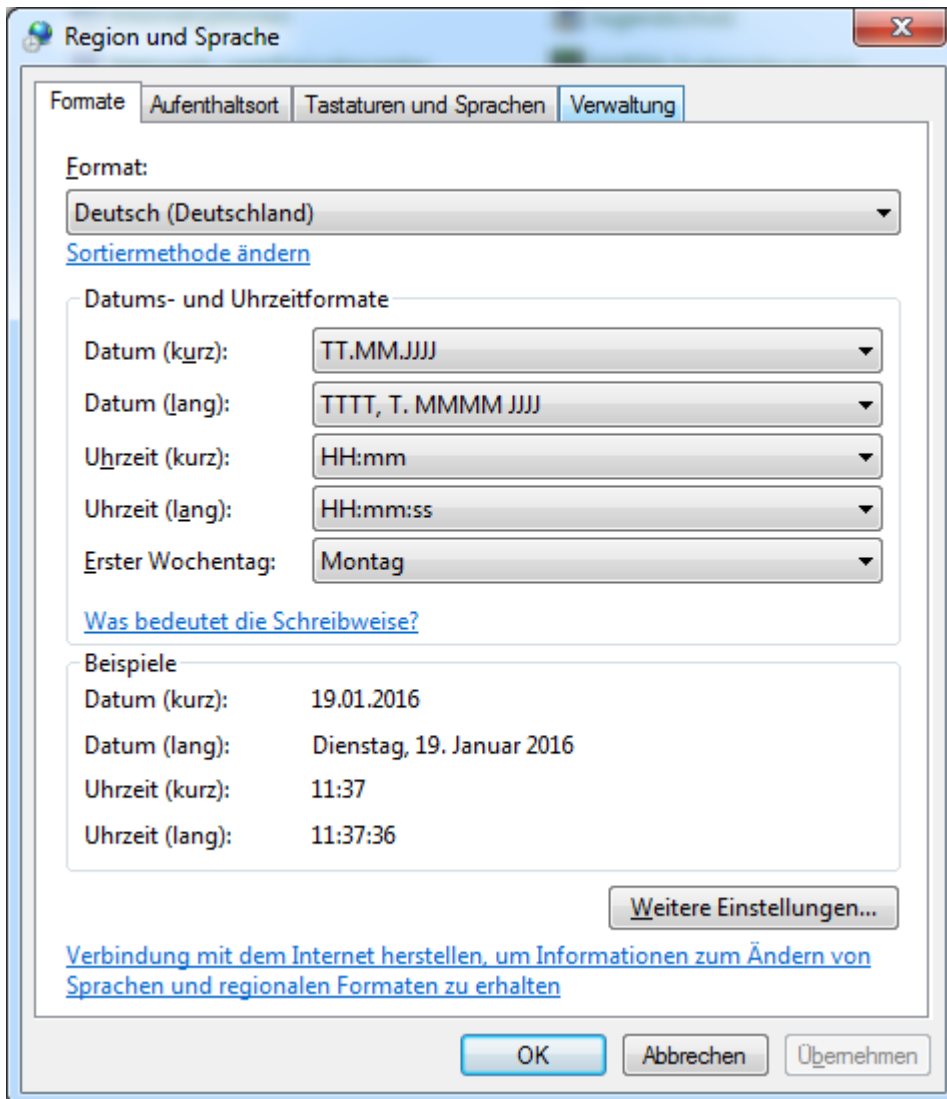 Region und Sprache
Formate Aufenthaltsort Tastaturen und Sprachen Verwaltung
Format:
Deutsch (Deutschland)
Sortiermethode ändern
Datums- und Uhrzeitformate
Datum (kurz): TT.MM.JJJJ
Datum (lang): TTTT, T. MMMM JJJJ
Uhrzeit (kurz): HH:mm
Uhrzeit (lang): HH:mm:ss
Erster Wochentag: Montag
Was bedeutet die Schreibweise?
Beispiele
Datum (kurz): 19.01.2016
Datum (lang): Dienstag, 19. Januar 2016
Uhrzeit (kurz): 11:37
Uhrzeit (lang): 11:37:36
Weitere Einstellungen...
Verbindung mit dem Internet herstellen, um Informationen zum Ändern von
Sprachen und regionalen Formaten zu erhalten
OK Abbrechen Übernehmen